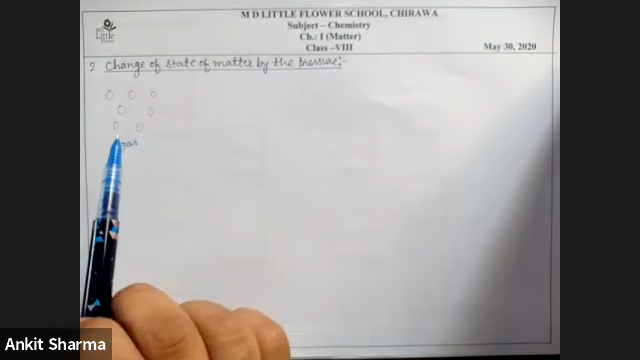 M D LITTLE FLOWER SCHOOL, CHIRAWA
Subject – Chemistry
Ch.: I (Matter)
Class –VIII
May 30, 2020
Little
Flower
2 Change of state of matter by the pressure:-
gas
Ankit Sharma